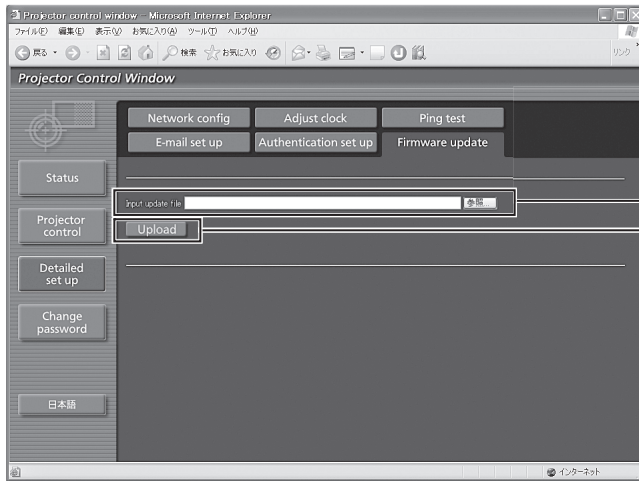 Projector control window – Microsoft Internet Explorer
ファイル(F) 編集(E) 表示(V) お気に入り(A) ツール(T) ヘルプ(H)
戻る 検索 お気に入り リンク
Projector Control Window
Network config Adjust clock Ping test
E-mail set up Authentication set up Firmware update
Status
Input update file 参照...
Projector control
Upload
Detailed set up
Change password
日本語
インターネット